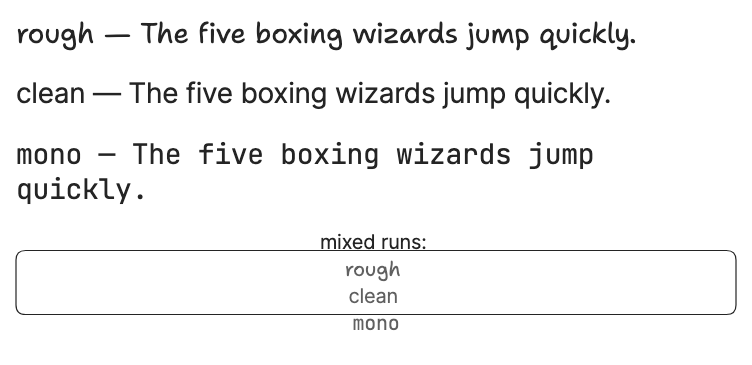 rough — The five boxing wizards jump quickly.
clean — The five boxing wizards jump quickly.
mono — The five boxing wizards jump
quickly.
mixed runs:
rough
clean
mono